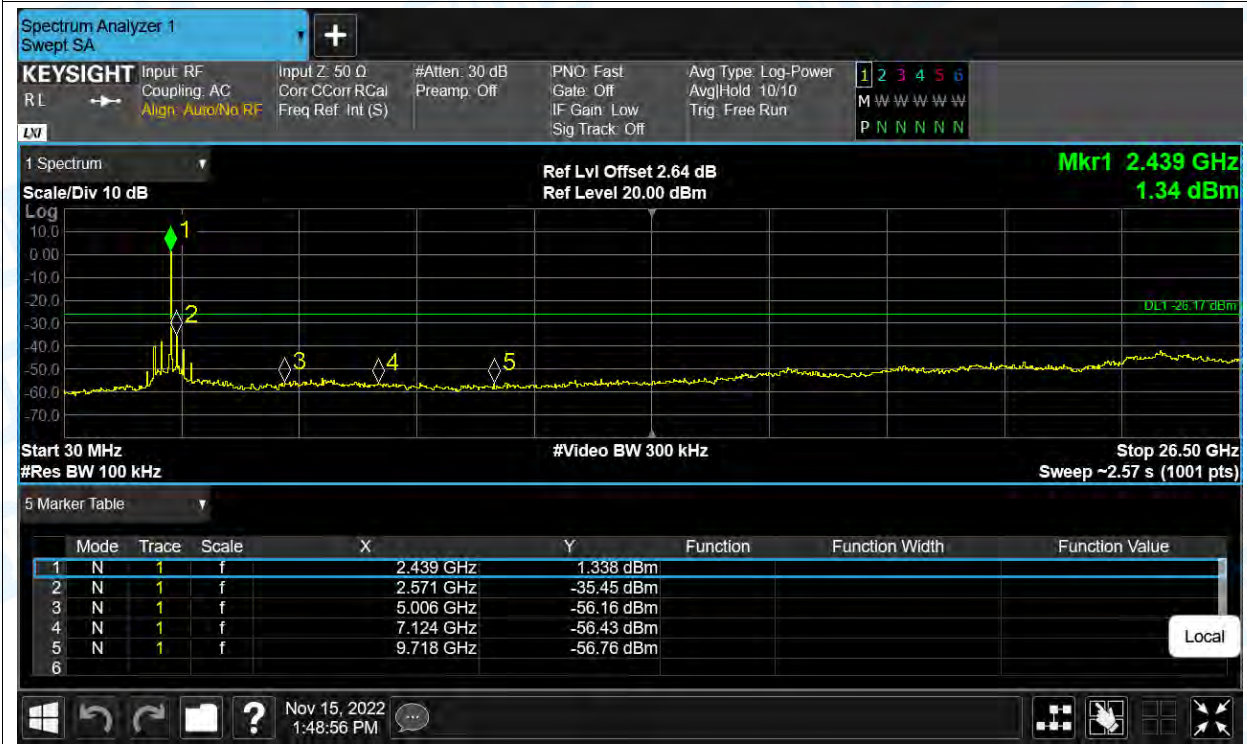 Spectrum Analyzer 1
Swept SA
+
KEYSIGHT
RL
LXI
Input: RF
Coupling: AC
Align: Auto/No RF
Input Z: 50 Ω
Corr CCorr RCal
Freq Ref: Int (S)
#Atten: 30 dB
Preamp: Off
PNO: Fast
Gate: Off
IF Gain: Low
Sig Track: Off
Avg Type: Log-Power
Avg|Hold: 10/10
Trig: Free Run
1 2 3 4 5 6
M W W W W W
P N N N N N
1 Spectrum
Scale/Div 10 dB
Ref Lvl Offset 2.64 dB
Ref Level 20.00 dBm
Mkr1 2.439 GHz
1.34 dBm
Log
10.0
0.00
-10.0
-20.0
-30.0
-40.0
-50.0
-60.0
-70.0
1
2
3
4
5
DL1 -26.17 dBm
Start 30 MHz
#Res BW 100 kHz
#Video BW 300 kHz
Stop 26.50 GHz
Sweep ~2.57 s (1001 pts)
5 Marker Table
Mode Trace Scale X Y Function Function Width Function Value
1 N 1 f 2.439 GHz 1.338 dBm
2 N 1 f 2.571 GHz -35.45 dBm
3 N 1 f 5.006 GHz -56.16 dBm
4 N 1 f 7.124 GHz -56.43 dBm
5 N 1 f 9.718 GHz -56.76 dBm
6
Local
?
Nov 15, 2022
1:48:56 PM